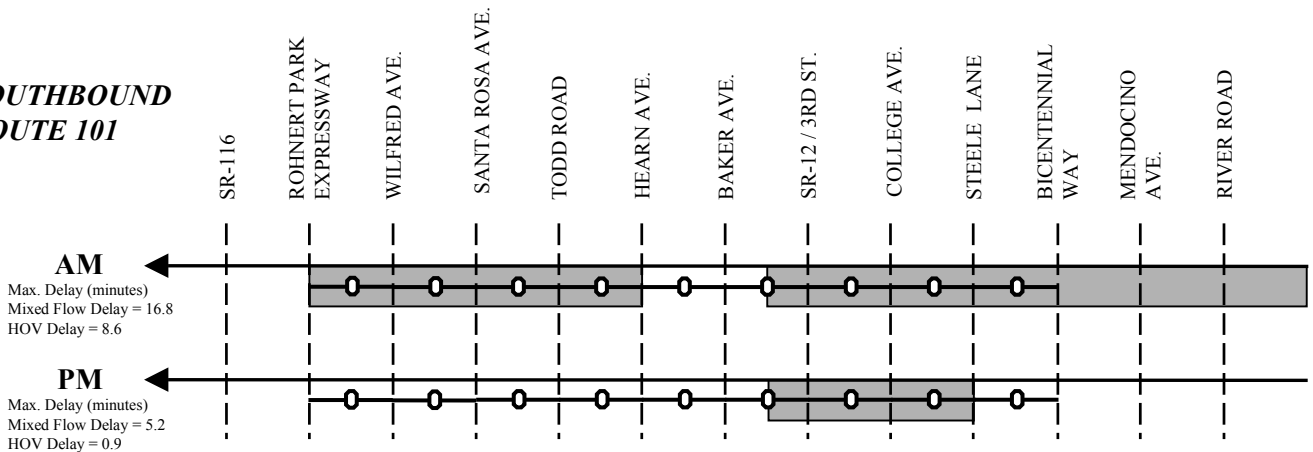 OUTHBOUND
OUTE 101
SR-116
ROHNERT PARK
EXPRESSWAY
WILFRED AVE.
SANTA ROSA AVE.
TODD ROAD
HEARN AVE.
BAKER AVE.
SR-12 / 3RD ST.
COLLEGE AVE.
STEELE LANE
BICENTENNIAL
WAY
MENDOCINO
AVE.
RIVER ROAD
AM
Max. Delay (minutes)
Mixed Flow Delay = 16.8
HOV Delay = 8.6
PM
Max. Delay (minutes)
Mixed Flow Delay = 5.2
HOV Delay = 0.9